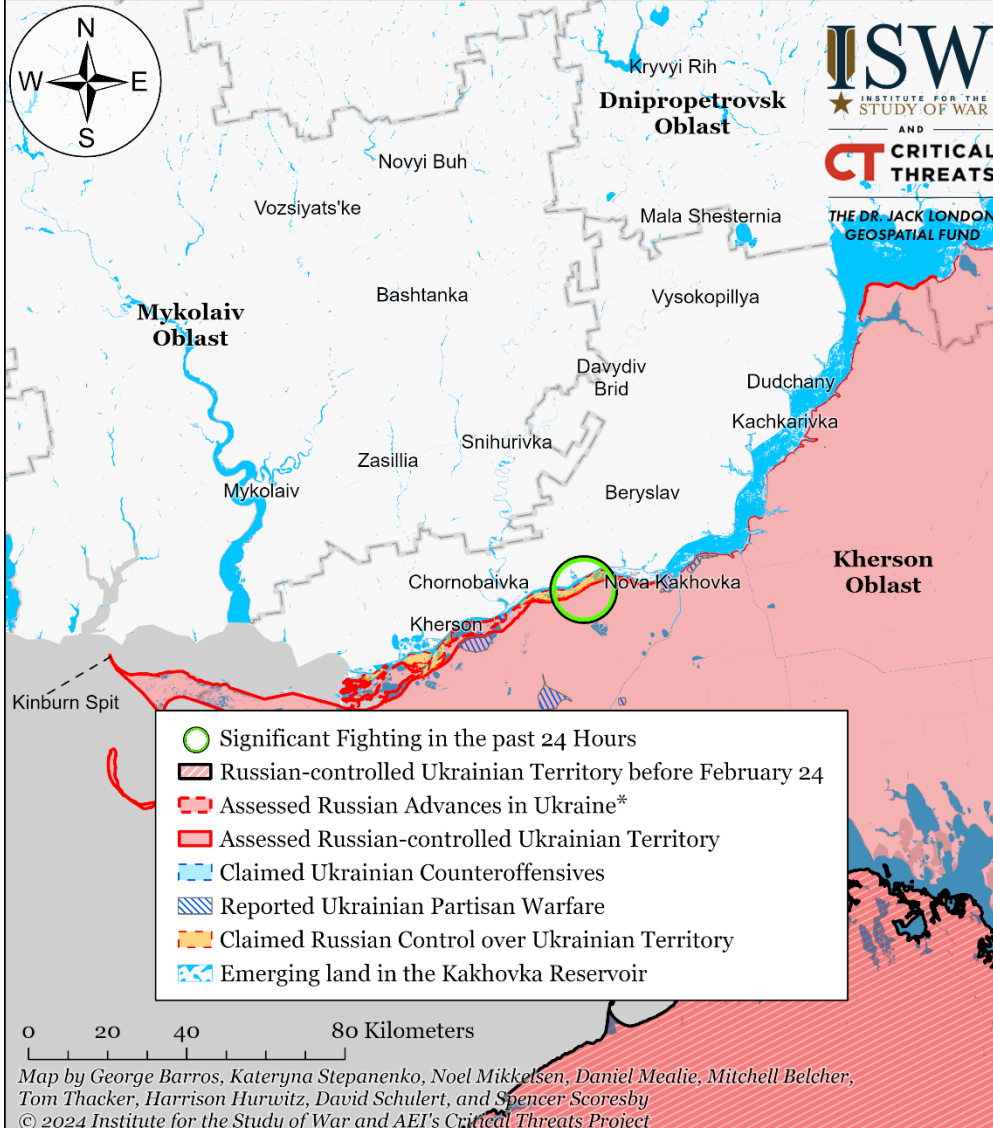 N
W
E
S
ISW
INSTITUTE FOR THE
STUDY OF WAR
AND
CT CRITICAL
THREATS
THE DR. JACK LONDON
GEOSPATIAL FUND
Kryvyi Rih
Dnipropetrovsk
Oblast
Novyi Buh
Vozsiyats'ke
Mala Shesternia
Bashtanka
Vysokopillya
Mykolaiv
Oblast
Davydiv
Brid
Dudchany
Kachkarivka
Snihurivka
Zasillia
Mykolaiv
Beryslav
Kherson
Oblast
Chornobaivka
Nova Kakhovka
Kherson
Kinburn Spit
Significant Fighting in the past 24 Hours
Russian-controlled Ukrainian Territory before February 24
Assessed Russian Advances in Ukraine*
Assessed Russian-controlled Ukrainian Territory
Claimed Ukrainian Counteroffensives
Reported Ukrainian Partisan Warfare
Claimed Russian Control over Ukrainian Territory
Emerging land in the Kakhovka Reservoir
0 20 40 80 Kilometers
Map by George Barros, Kateryna Stepanenko, Noel Mikkelsen, Daniel Mealie, Mitchell Belcher,
Tom Thacker, Harrison Hurwitz, David Schulert, and Spencer Scoresby
© 2024 Institute for the Study of War and AEI's Critical Threats Project